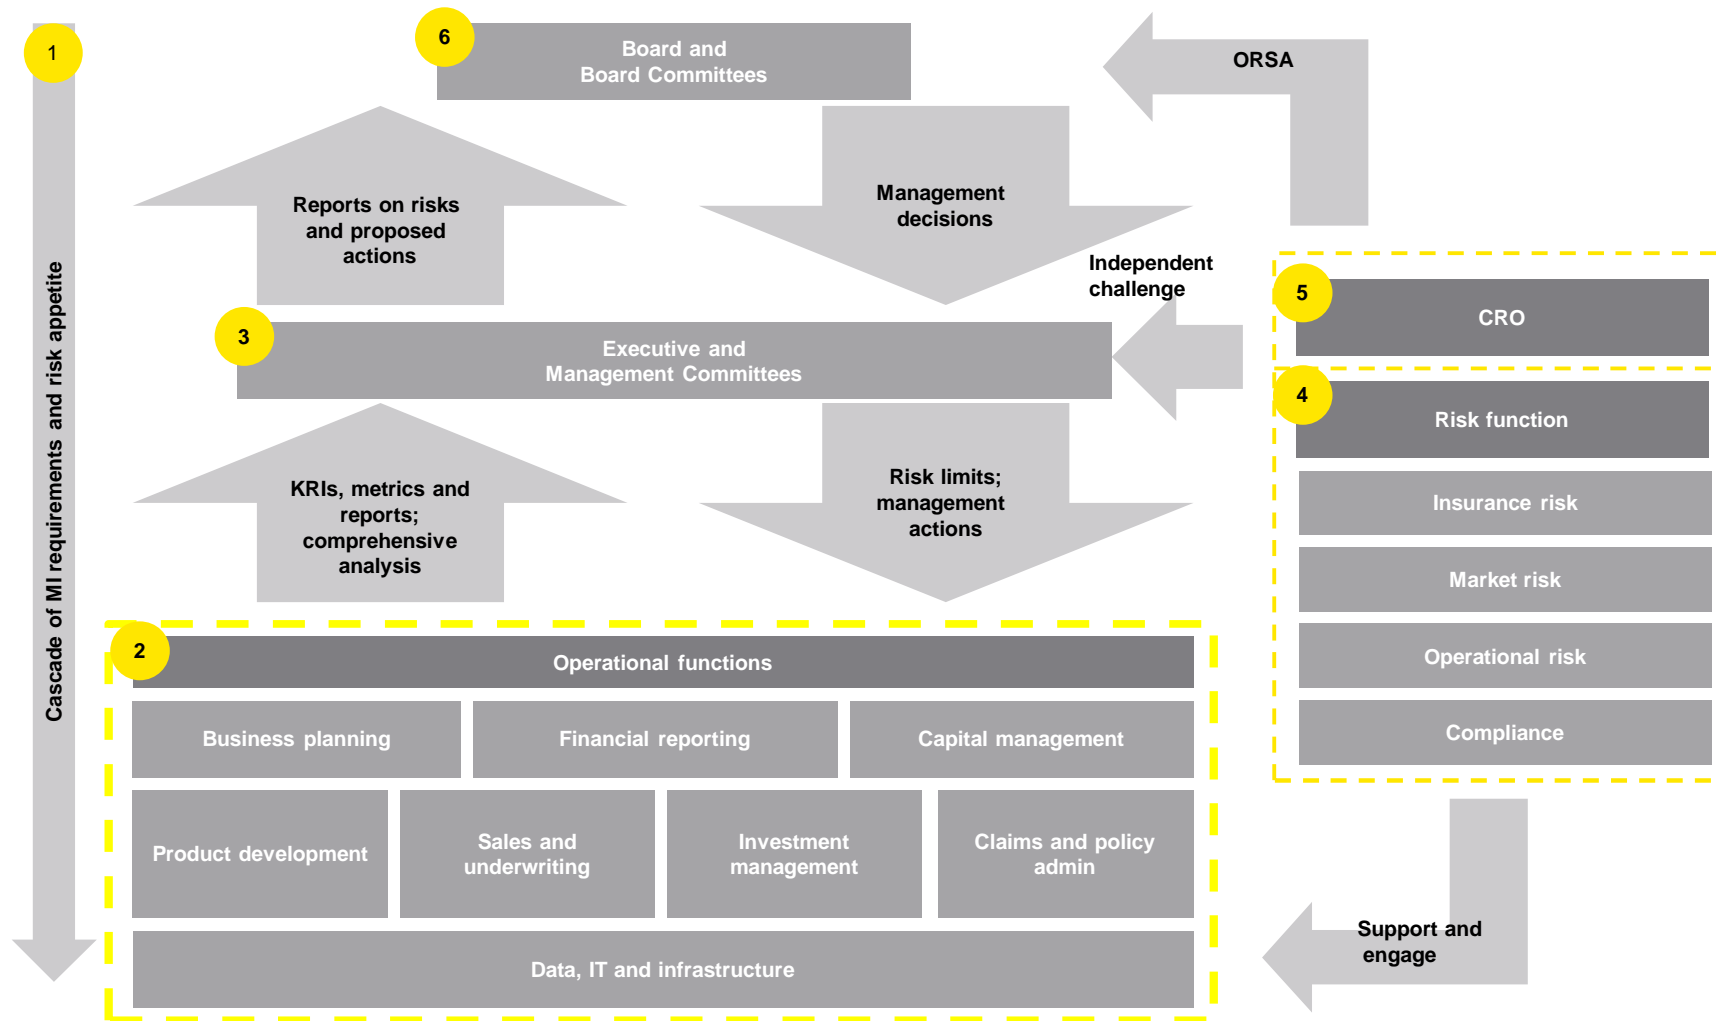 1
Cascade of MI requirements and risk appetite
6
Board and
Board Committees
ORSA
Reports on risks
and proposed
actions
Management
decisions
Independent
challenge
3
Executive and
Management Committees
5
CRO
4
Risk function
Insurance risk
Market risk
Operational risk
Compliance
KRIs, metrics and
reports;
comprehensive
analysis
Risk limits;
management
actions
2
Operational functions
Business planning
Financial reporting
Capital management
Product development
Sales and
underwriting
Investment
management
Claims and policy
admin
Data, IT and infrastructure
Support and
engage